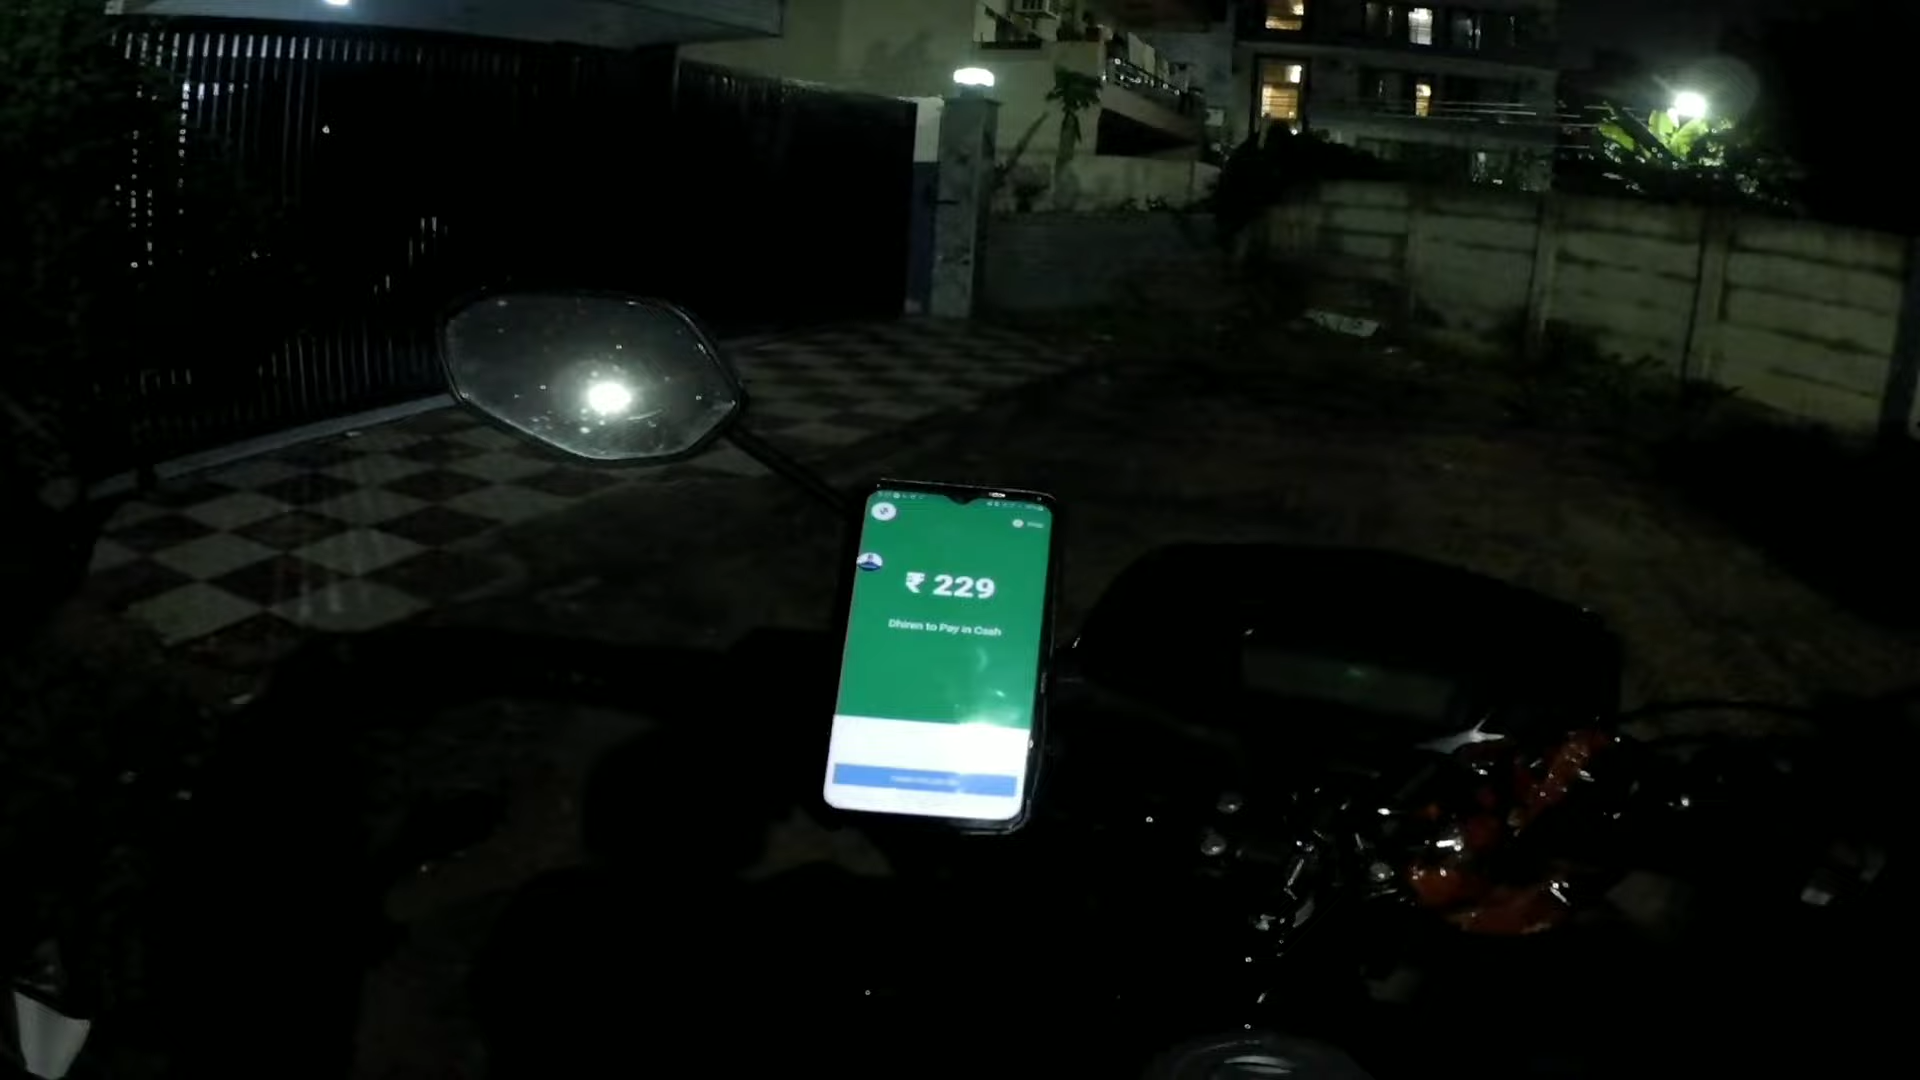 ₹ 229
Dhiren to Pay in Cash